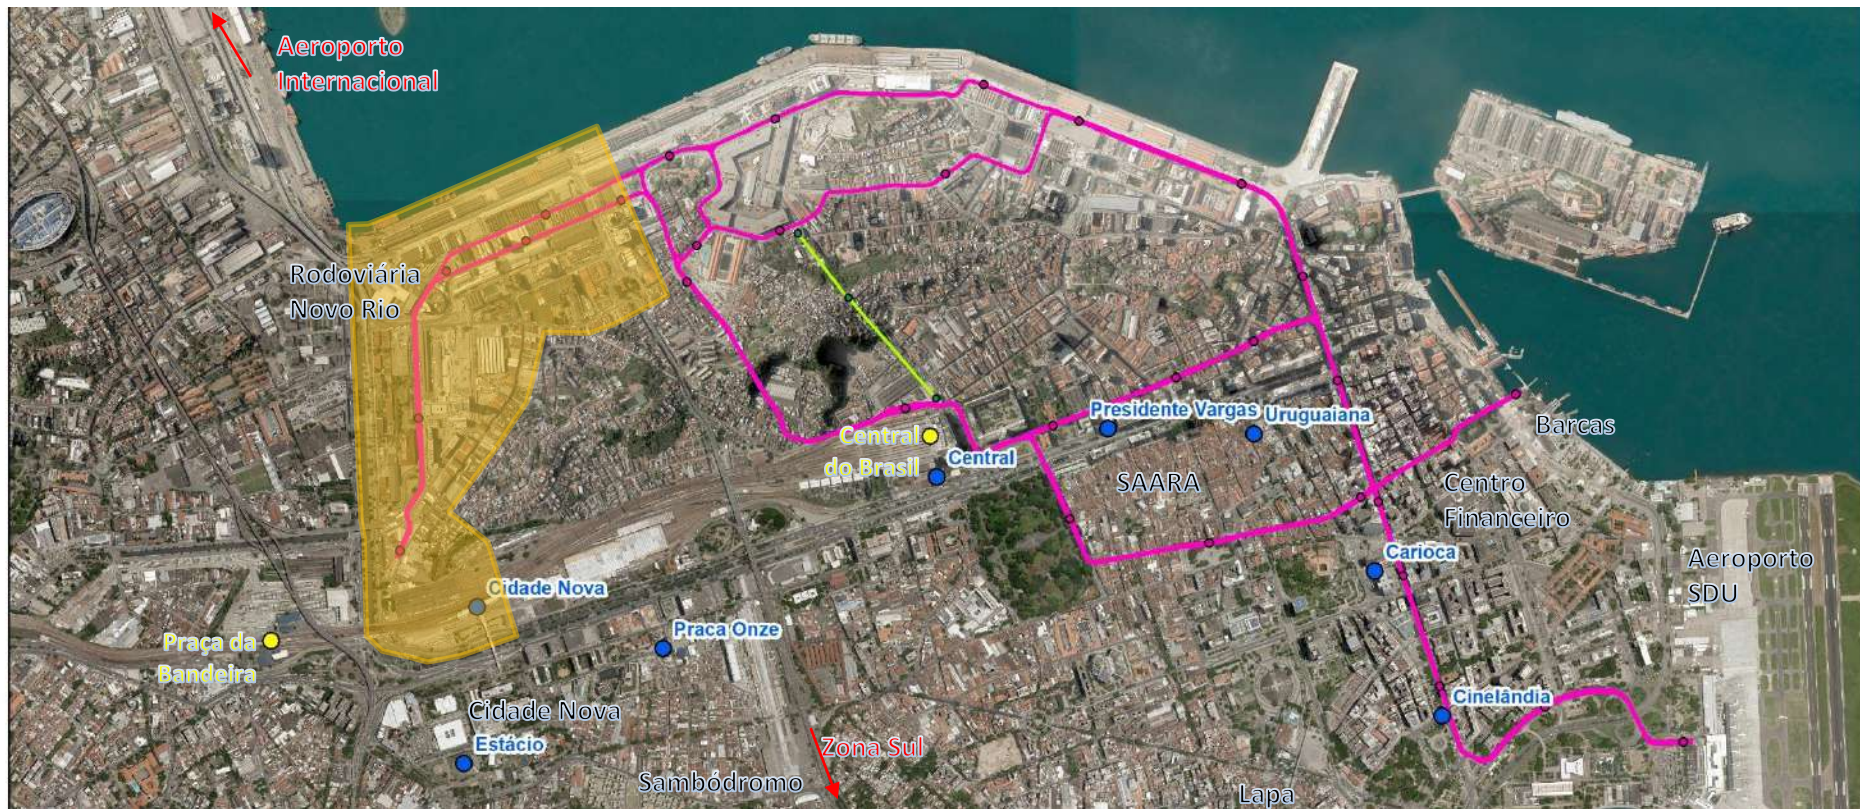 Aeroporto
Internacional
Rodoviária
Novo Rio
Presidente Vargas
Uruguaiana
Barcas
Central
do Brasil
Central
SAARA
Centro
Financeiro
Carioca
Aeroporto
SDU
Cidade Nova
Praca Onze
Praça da
Bandeira
Cinelândia
Cidade Nova
Estácio
Zona Sul
Sambódromo
Lapa